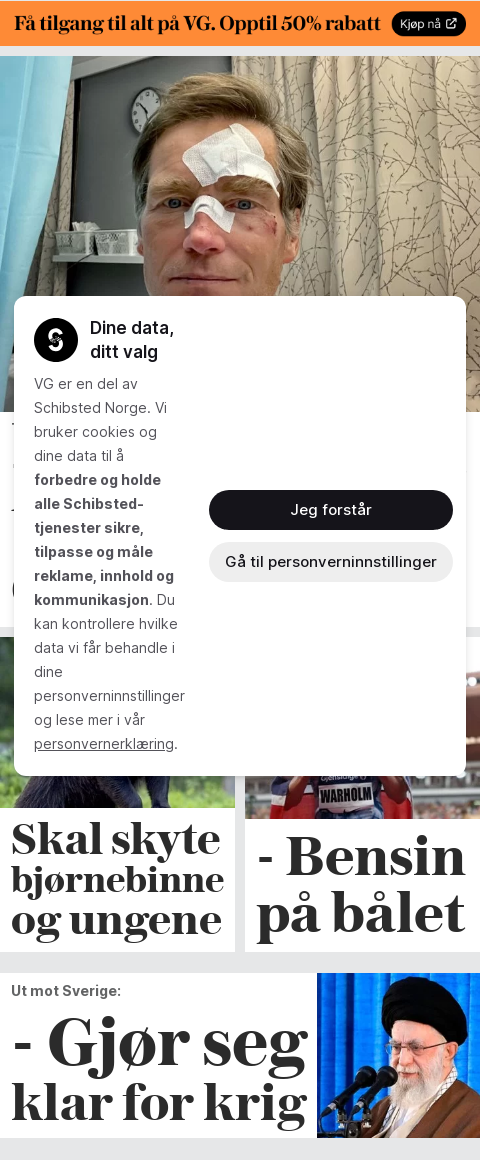 Få tilgang til alt på VG. Opptil 50% rabatt
Kjøp nå
Dine data,
ditt valg
VG er en del av
Schibsted Norge. Vi
bruker cookies og
dine data til å
forbedre og holde
alle Schibsted-
tjenester sikre,
tilpasse og måle
reklame, innhold og
kommunikasjon. Du
kan kontrollere hvilke
data vi får behandle i
dine
personverninnstillinger
og lese mer i vår
personvernerklæring.
Jeg forstår
Gå til personverninnstillinger
WARHOLM
Skal skyte
bjørnebinne
og ungene
- Bensin
på bålet
Ut mot Sverige:
- Gjør seg
klar for krig